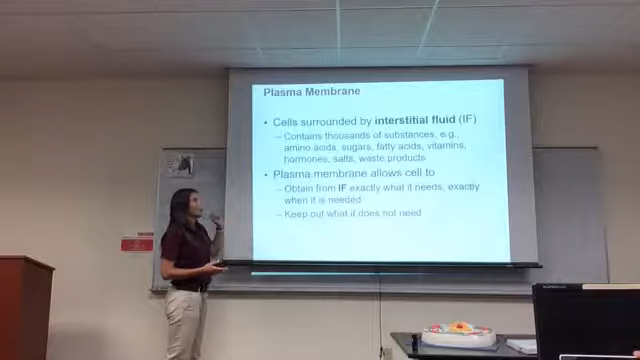 Plasma Membrane
• Cells surrounded by interstitial fluid (IF)
– Contains thousands of substances, e.g.,
amino acids, sugars, fatty acids, vitamins,
hormones, salts, waste products
• Plasma membrane allows cell to
– Obtain from IF exactly what it needs, exactly
when it is needed
– Keep out what it does not need